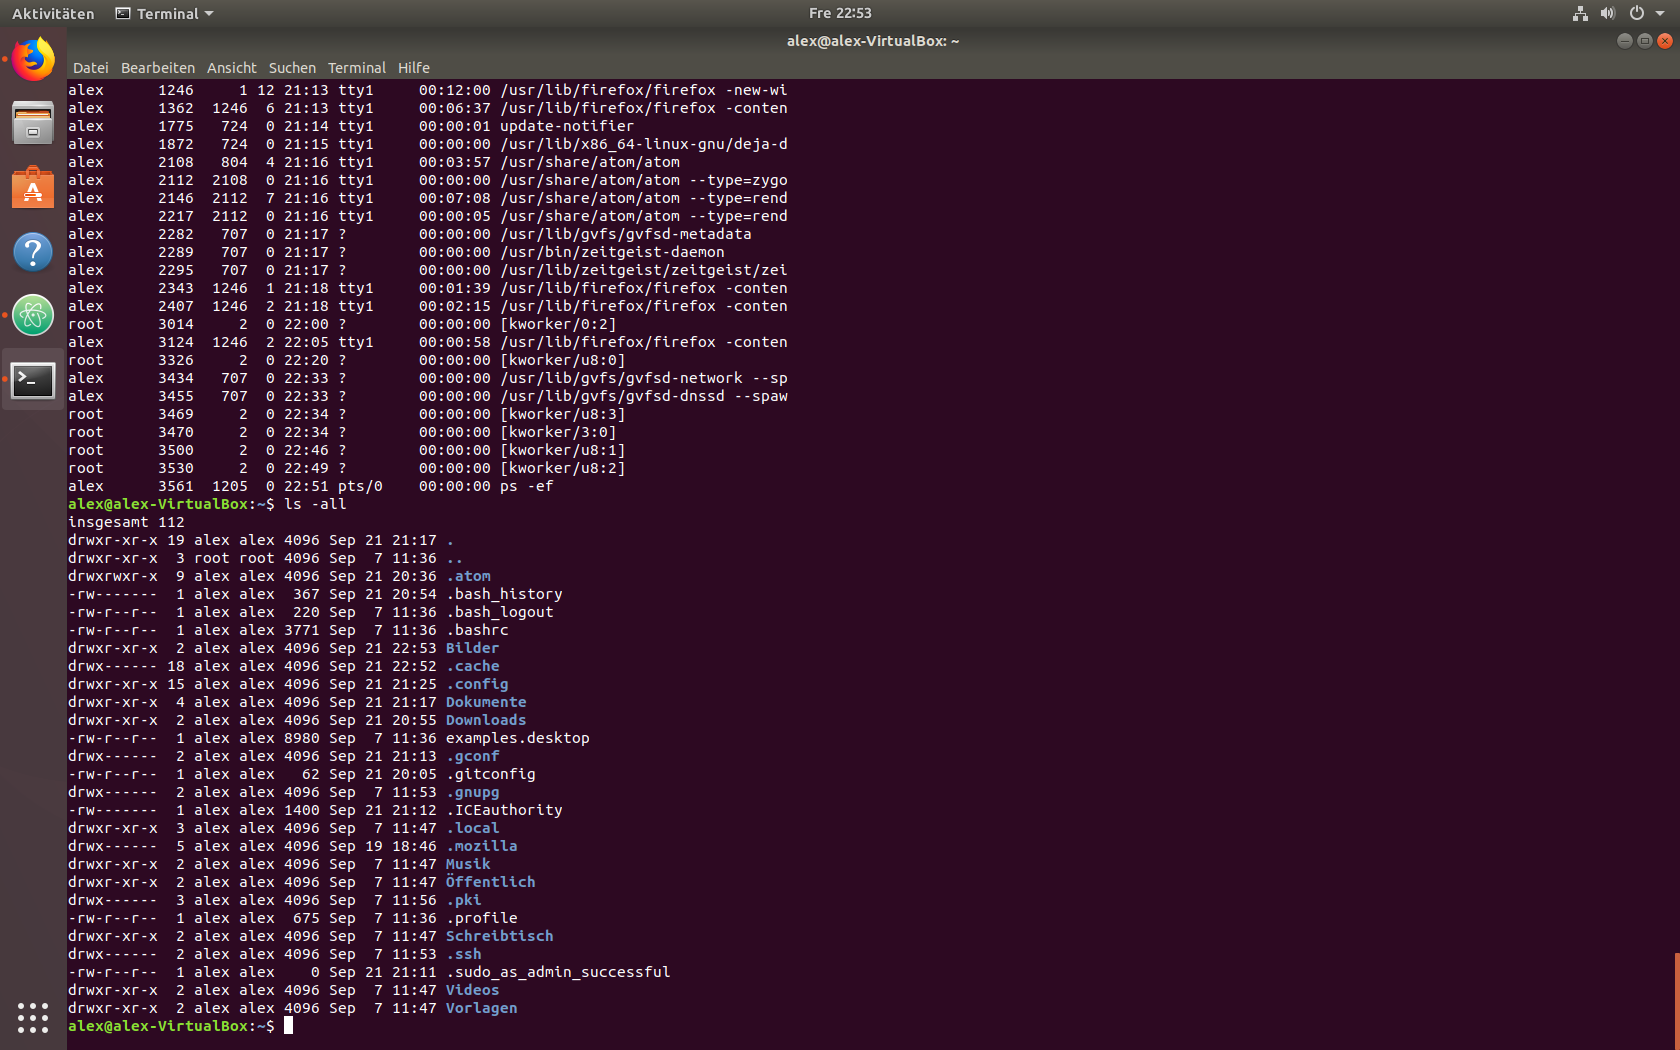 Aktivitäten Terminal Fre 22:53
alex@alex-VirtualBox: ~
Datei Bearbeiten Ansicht Suchen Terminal Hilfe
alex      1246     1 12 21:13 tty1     00:12:00 /usr/lib/firefox/firefox -new-wi
alex      1362  1246  6 21:13 tty1     00:06:37 /usr/lib/firefox/firefox -conten
alex      1775   724  0 21:14 tty1     00:00:01 update-notifier
alex      1872   724  0 21:15 tty1     00:00:00 /usr/lib/x86_64-linux-gnu/deja-d
alex      2108   804  4 21:16 tty1     00:03:57 /usr/share/atom/atom
alex      2112  2108  0 21:16 tty1     00:00:00 /usr/share/atom/atom --type=zygo
alex      2146  2112  7 21:16 tty1     00:07:08 /usr/share/atom/atom --type=rend
alex      2217  2112  0 21:16 tty1     00:00:05 /usr/share/atom/atom --type=rend
alex      2282   707  0 21:17 ?        00:00:00 /usr/lib/gvfs/gvfsd-metadata
alex      2289   707  0 21:17 ?        00:00:00 /usr/bin/zeitgeist-daemon
alex      2295   707  0 21:17 ?        00:00:00 /usr/lib/zeitgeist/zeitgeist/zei
alex      2343  1246  1 21:18 tty1     00:01:39 /usr/lib/firefox/firefox -conten
alex      2407  1246  2 21:18 tty1     00:02:15 /usr/lib/firefox/firefox -conten
root      3014     2  0 22:00 ?        00:00:00 [kworker/0:2]
alex      3124  1246  2 22:05 tty1     00:00:58 /usr/lib/firefox/firefox -conten
root      3326     2  0 22:20 ?        00:00:00 [kworker/u8:0]
alex      3434   707  0 22:33 ?        00:00:00 /usr/lib/gvfs/gvfsd-network --sp
alex      3455   707  0 22:33 ?        00:00:00 /usr/lib/gvfs/gvfsd-dnssd --spaw
root      3469     2  0 22:34 ?        00:00:00 [kworker/u8:3]
root      3470     2  0 22:34 ?        00:00:00 [kworker/3:0]
root      3500     2  0 22:46 ?        00:00:00 [kworker/u8:1]
root      3530     2  0 22:49 ?        00:00:00 [kworker/u8:2]
alex      3561  1205  0 22:51 pts/0    00:00:00 ps -ef
alex@alex-VirtualBox:~$ ls -all
insgesamt 112
drwxr-xr-x 19 alex alex 4096 Sep 21 21:17 .
drwxr-xr-x  3 root root 4096 Sep  7 11:36 ..
drwxrwxr-x  9 alex alex 4096 Sep 21 20:36 .atom
-rw-------  1 alex alex  367 Sep 21 20:54 .bash_history
-rw-r--r--  1 alex alex  220 Sep  7 11:36 .bash_logout
-rw-r--r--  1 alex alex 3771 Sep  7 11:36 .bashrc
drwxr-xr-x  2 alex alex 4096 Sep 21 22:53 Bilder
drwx------ 18 alex alex 4096 Sep 21 22:52 .cache
drwxr-xr-x 15 alex alex 4096 Sep 21 21:25 .config
drwxr-xr-x  4 alex alex 4096 Sep 21 21:17 Dokumente
drwxr-xr-x  2 alex alex 4096 Sep 21 20:55 Downloads
-rw-r--r--  1 alex alex 8980 Sep  7 11:36 examples.desktop
drwx------  2 alex alex 4096 Sep 21 21:13 .gconf
-rw-r--r--  1 alex alex   62 Sep 21 20:05 .gitconfig
drwx------  2 alex alex 4096 Sep  7 11:53 .gnupg
-rw-------  1 alex alex 1400 Sep 21 21:12 .ICEauthority
drwxr-xr-x  3 alex alex 4096 Sep  7 11:47 .local
drwx------  5 alex alex 4096 Sep 19 18:46 .mozilla
drwxr-xr-x  2 alex alex 4096 Sep  7 11:47 Musik
drwxr-xr-x  2 alex alex 4096 Sep  7 11:47 Öffentlich
drwx------  3 alex alex 4096 Sep  7 11:56 .pki
-rw-r--r--  1 alex alex  675 Sep  7 11:36 .profile
drwxr-xr-x  2 alex alex 4096 Sep  7 11:47 Schreibtisch
drwx------  2 alex alex 4096 Sep  7 11:53 .ssh
-rw-r--r--  1 alex alex    0 Sep 21 21:11 .sudo_as_admin_successful
drwxr-xr-x  2 alex alex 4096 Sep  7 11:47 Videos
drwxr-xr-x  2 alex alex 4096 Sep  7 11:47 Vorlagen
alex@alex-VirtualBox:~$